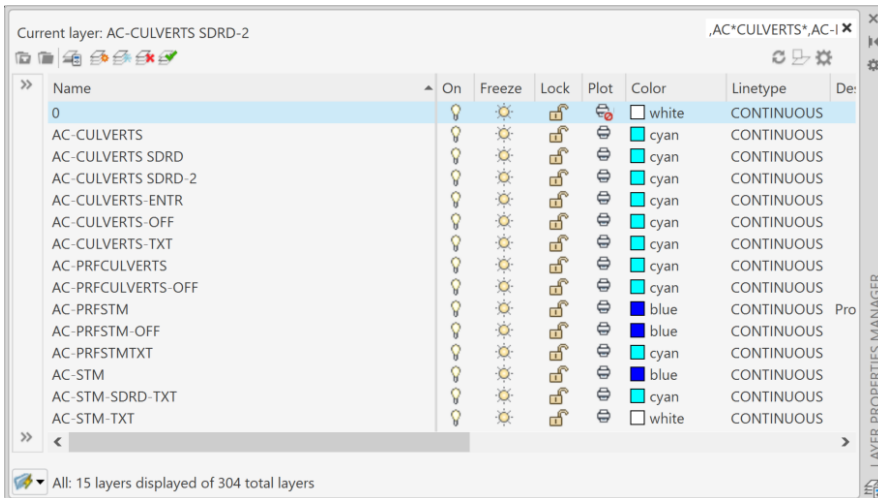 Current layer: AC-CULVERTS SDRD-2
,AC*CULVERTS*,AC-
Name On Freeze Lock Plot Color Linetype De
0 white CONTINUOUS
AC-CULVERTS cyan CONTINUOUS
AC-CULVERTS SDRD cyan CONTINUOUS
AC-CULVERTS SDRD-2 cyan CONTINUOUS
AC-CULVERTS-ENTR cyan CONTINUOUS
AC-CULVERTS-OFF cyan CONTINUOUS
AC-CULVERTS-TXT cyan CONTINUOUS
AC-PRFCULVERTS cyan CONTINUOUS
AC-PRFCULVERTS-OFF cyan CONTINUOUS
AC-PRFSTM blue CONTINUOUS Pro
AC-PRFSTM-OFF blue CONTINUOUS
AC-PRFSTMTXT cyan CONTINUOUS
AC-STM blue CONTINUOUS
AC-STM-SDRD-TXT cyan CONTINUOUS
AC-STM-TXT white CONTINUOUS
All: 15 layers displayed of 304 total layers
LAYER PROPERTIES MANAGER